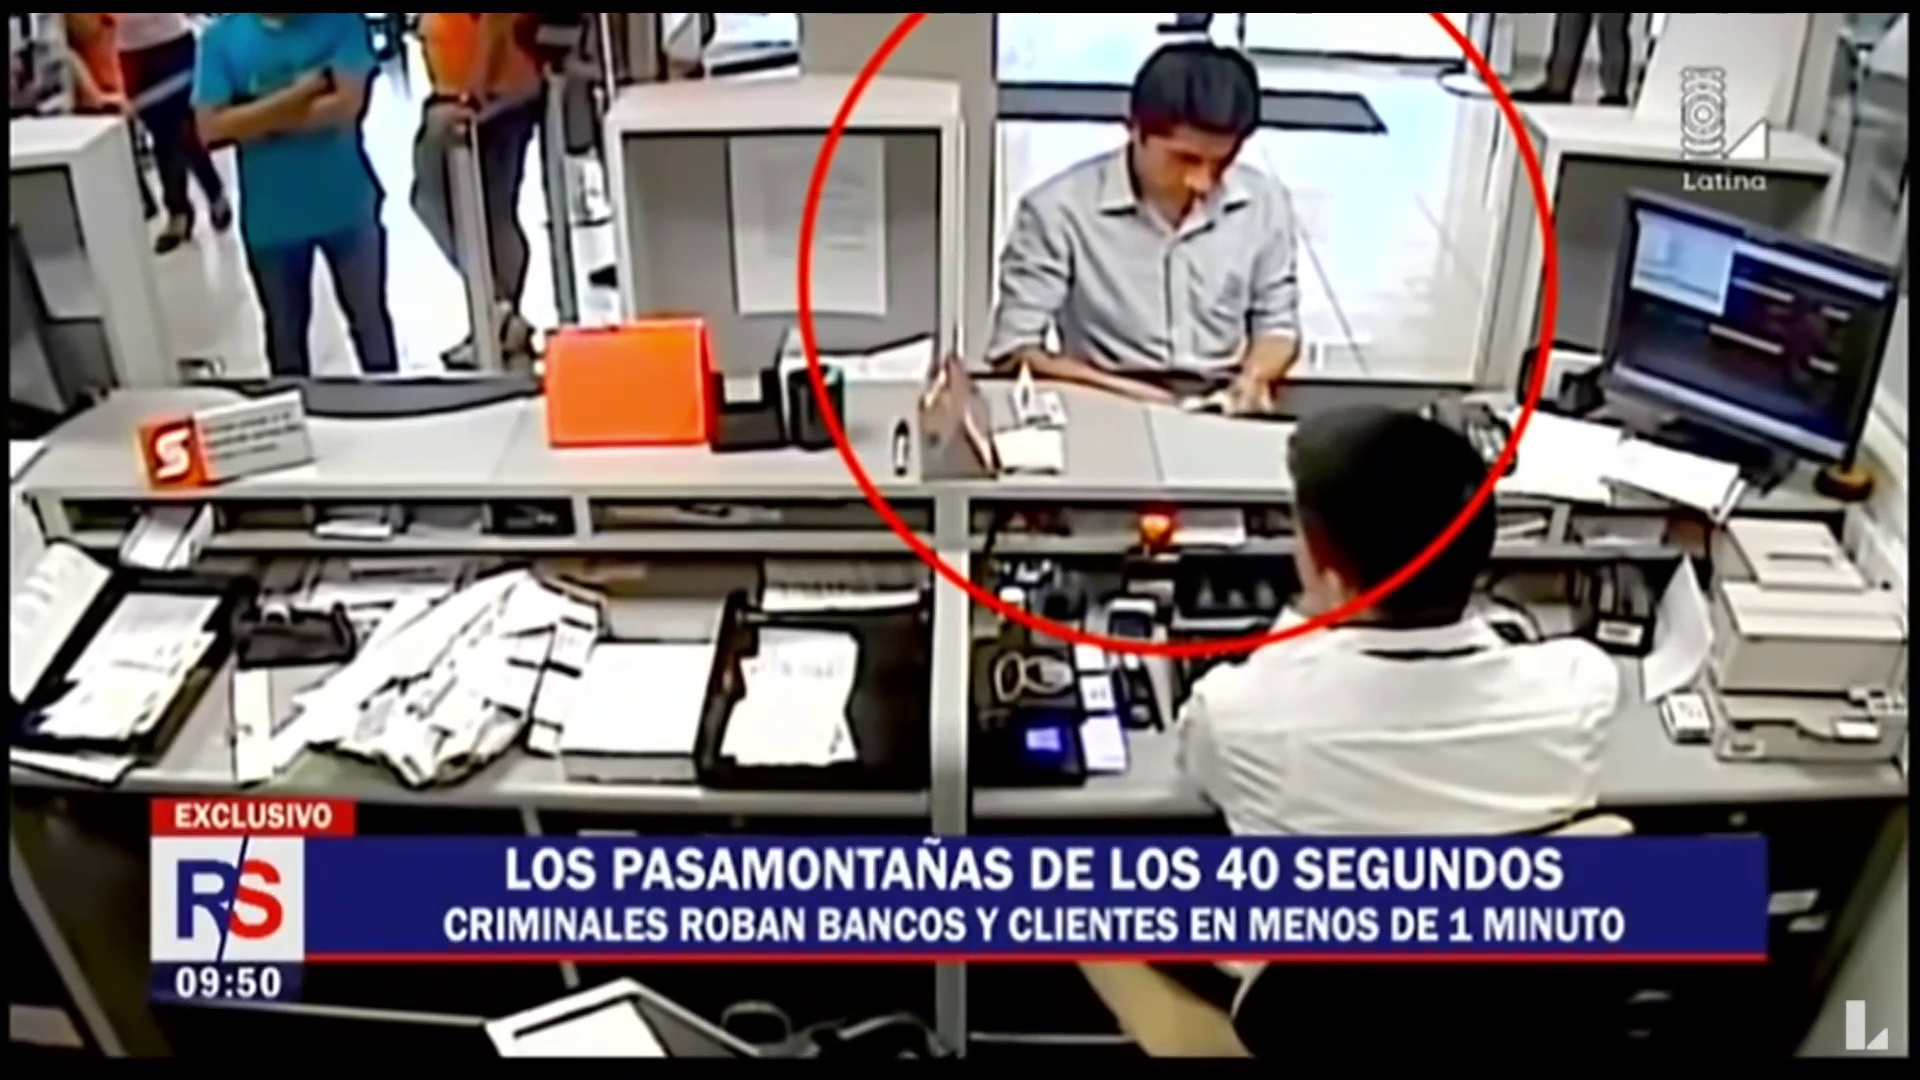 Latina
EXCLUSIVO
RS
LOS PASAMONTAÑAS DE LOS 40 SEGUNDOS
CRIMINALES ROBAN BANCOS Y CLIENTES EN MENOS DE 1 MINUTO
09:50